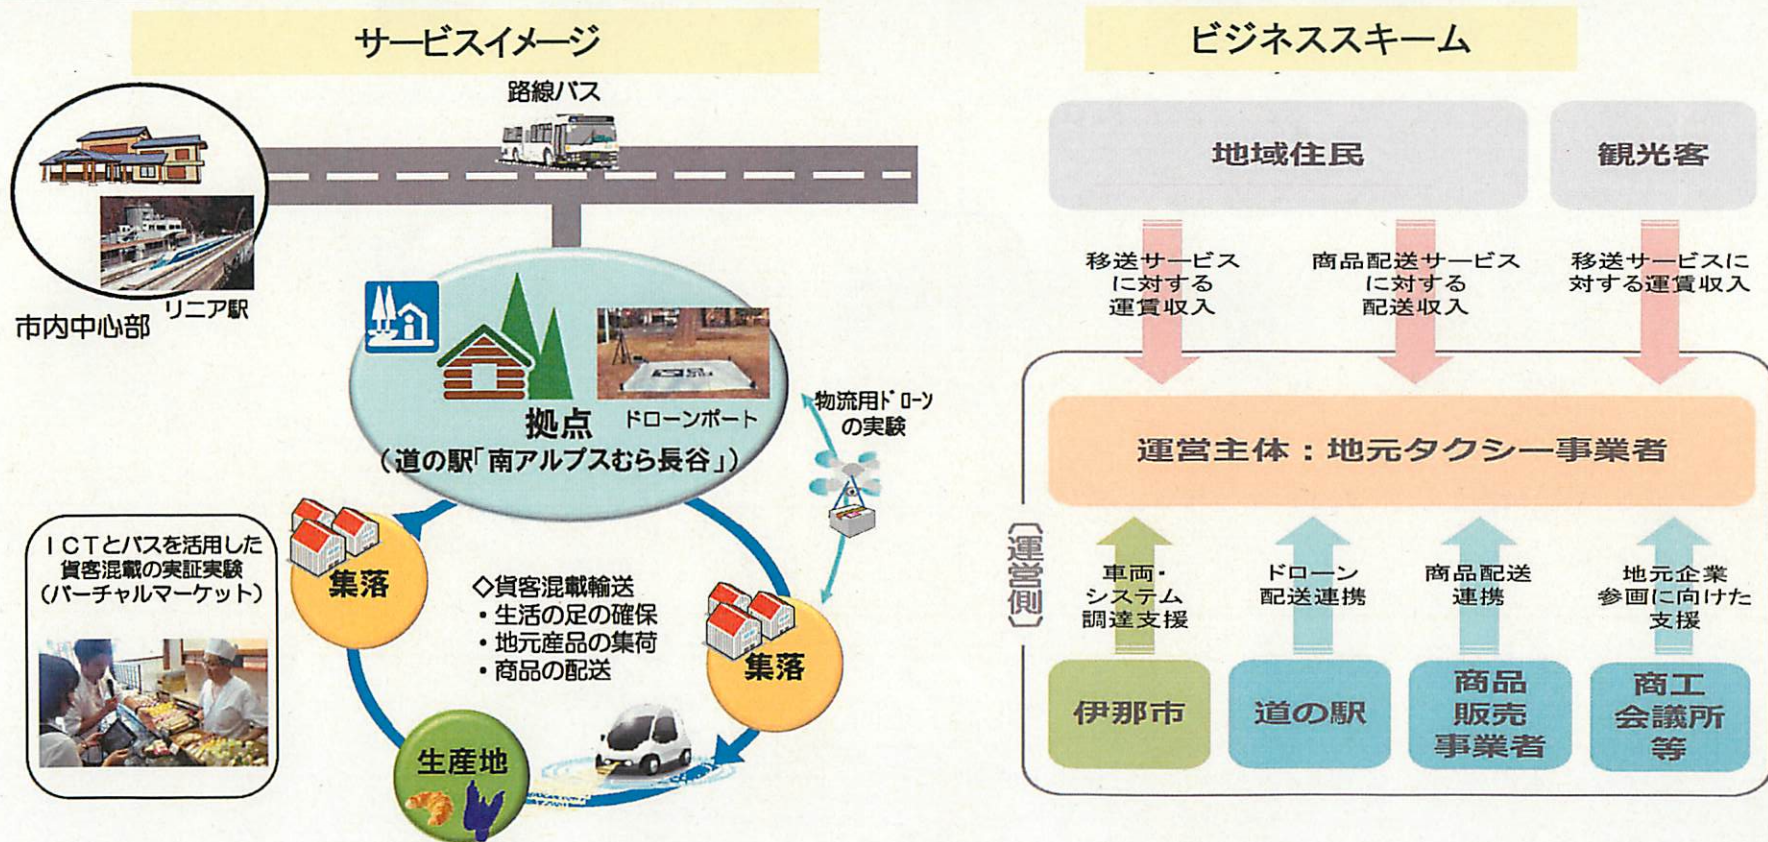 サービスイメージ
路線バス
リニア駅
市内中心部
ドローンポート
拠点
(道の駅「南アルプスむら長谷」)
物流用ドローン
の実験
ICTとバスを活用した
貨客混載の実証実験
(バーチャルマーケット)
集落
◇貨客混載輸送
・生活の足の確保
・地元産品の集荷
・商品の配送
集落
生産地
ビジネススキーム
地域住民
観光客
移送サービス
に対する
運賃収入
商品配送サービス
に対する
配送収入
移送サービスに
対する運賃収入
運営主体:地元タクシー事業者
〔運営側〕
車両・
システム
調達支援
ドローン
配送連携
商品配送
連携
地元企業
参画に向けた
支援
伊那市
道の駅
商品
販売
事業者
商工
会議所
等